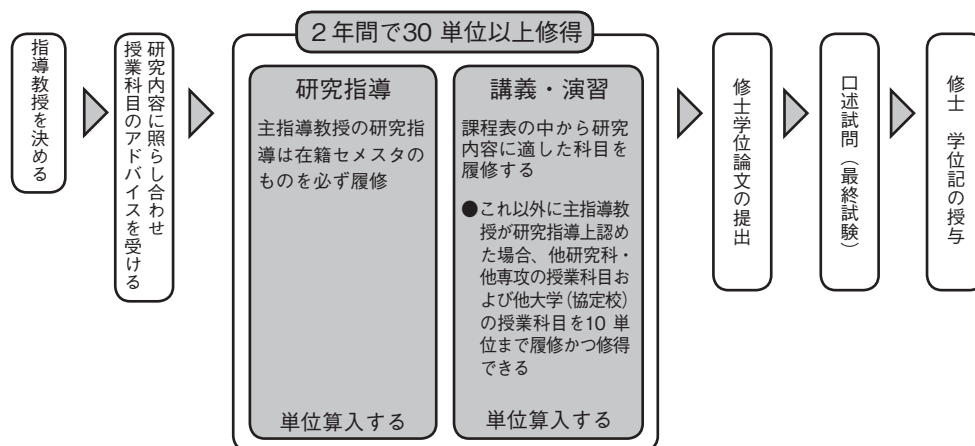 指導教授を決める
研究内容に照らし合わせ
授業科目のアドバイスを受ける
2年間で30 単位以上修得
研究指導
主指導教授の研究指
導は在籍セメスタの
ものを必ず履修
単位算入する
講義・演習
課程表の中から研究
内容に適した科目を
履修する
●これ以外に主指導教
授が研究指導上認め
た場合、他研究科・
他専攻の授業科目お
よび他大学（協定校）
の授業科目を10 単
位まで履修かつ修得
できる
単位算入する
修士学位論文の提出
口述試問（最終試験）
修士　学位記の授与